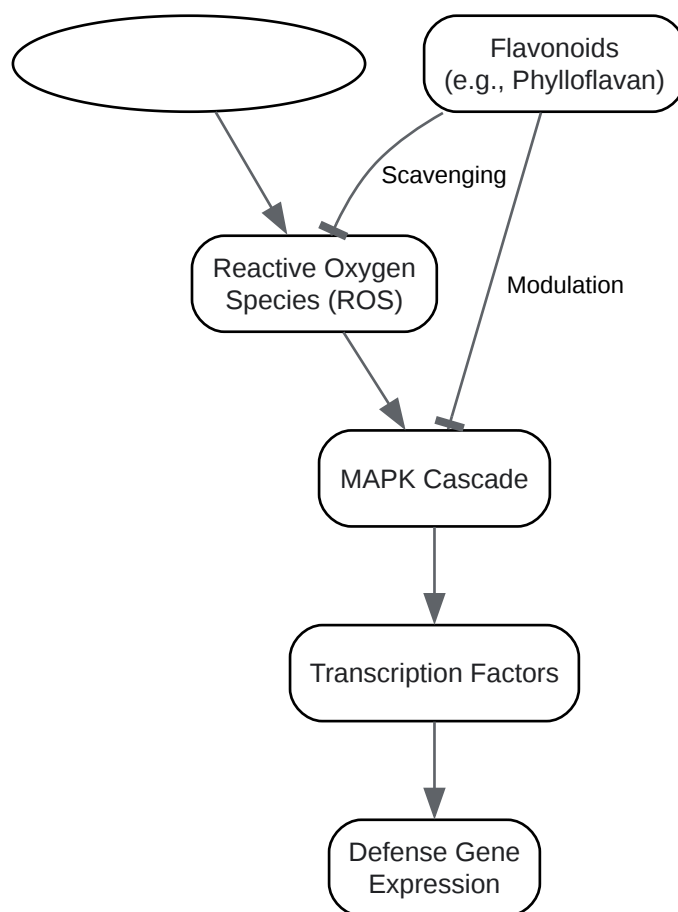 Flavonoids
(e.g., Phylloflavan)
Scavenging
Reactive Oxygen
Species (ROS)
Modulation
MAPK Cascade
Transcription Factors
Defense Gene
Expression